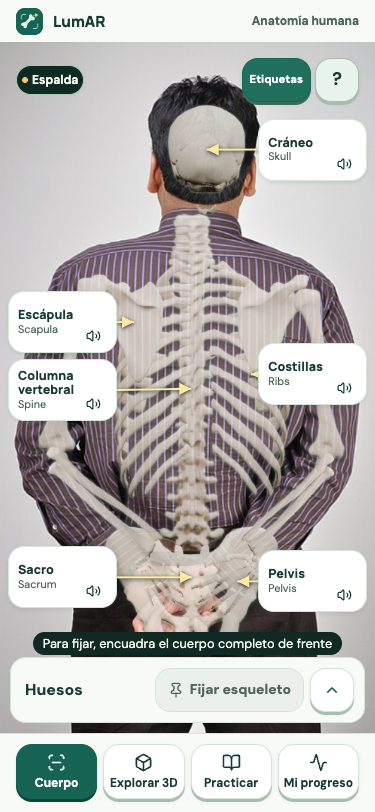 LumAR
Anatomía humana
Espalda
Etiquetas
?
Cráneo
Skull
Escápula
Scapula
Columna
vertebral
Spine
Costillas
Ribs
Sacro
Sacrum
Pelvis
Pelvis
Para fijar, encuadra el cuerpo completo de frente
Huesos
Fijar esqueleto
Cuerpo
Explorar 3D
Practicar
Mi progreso